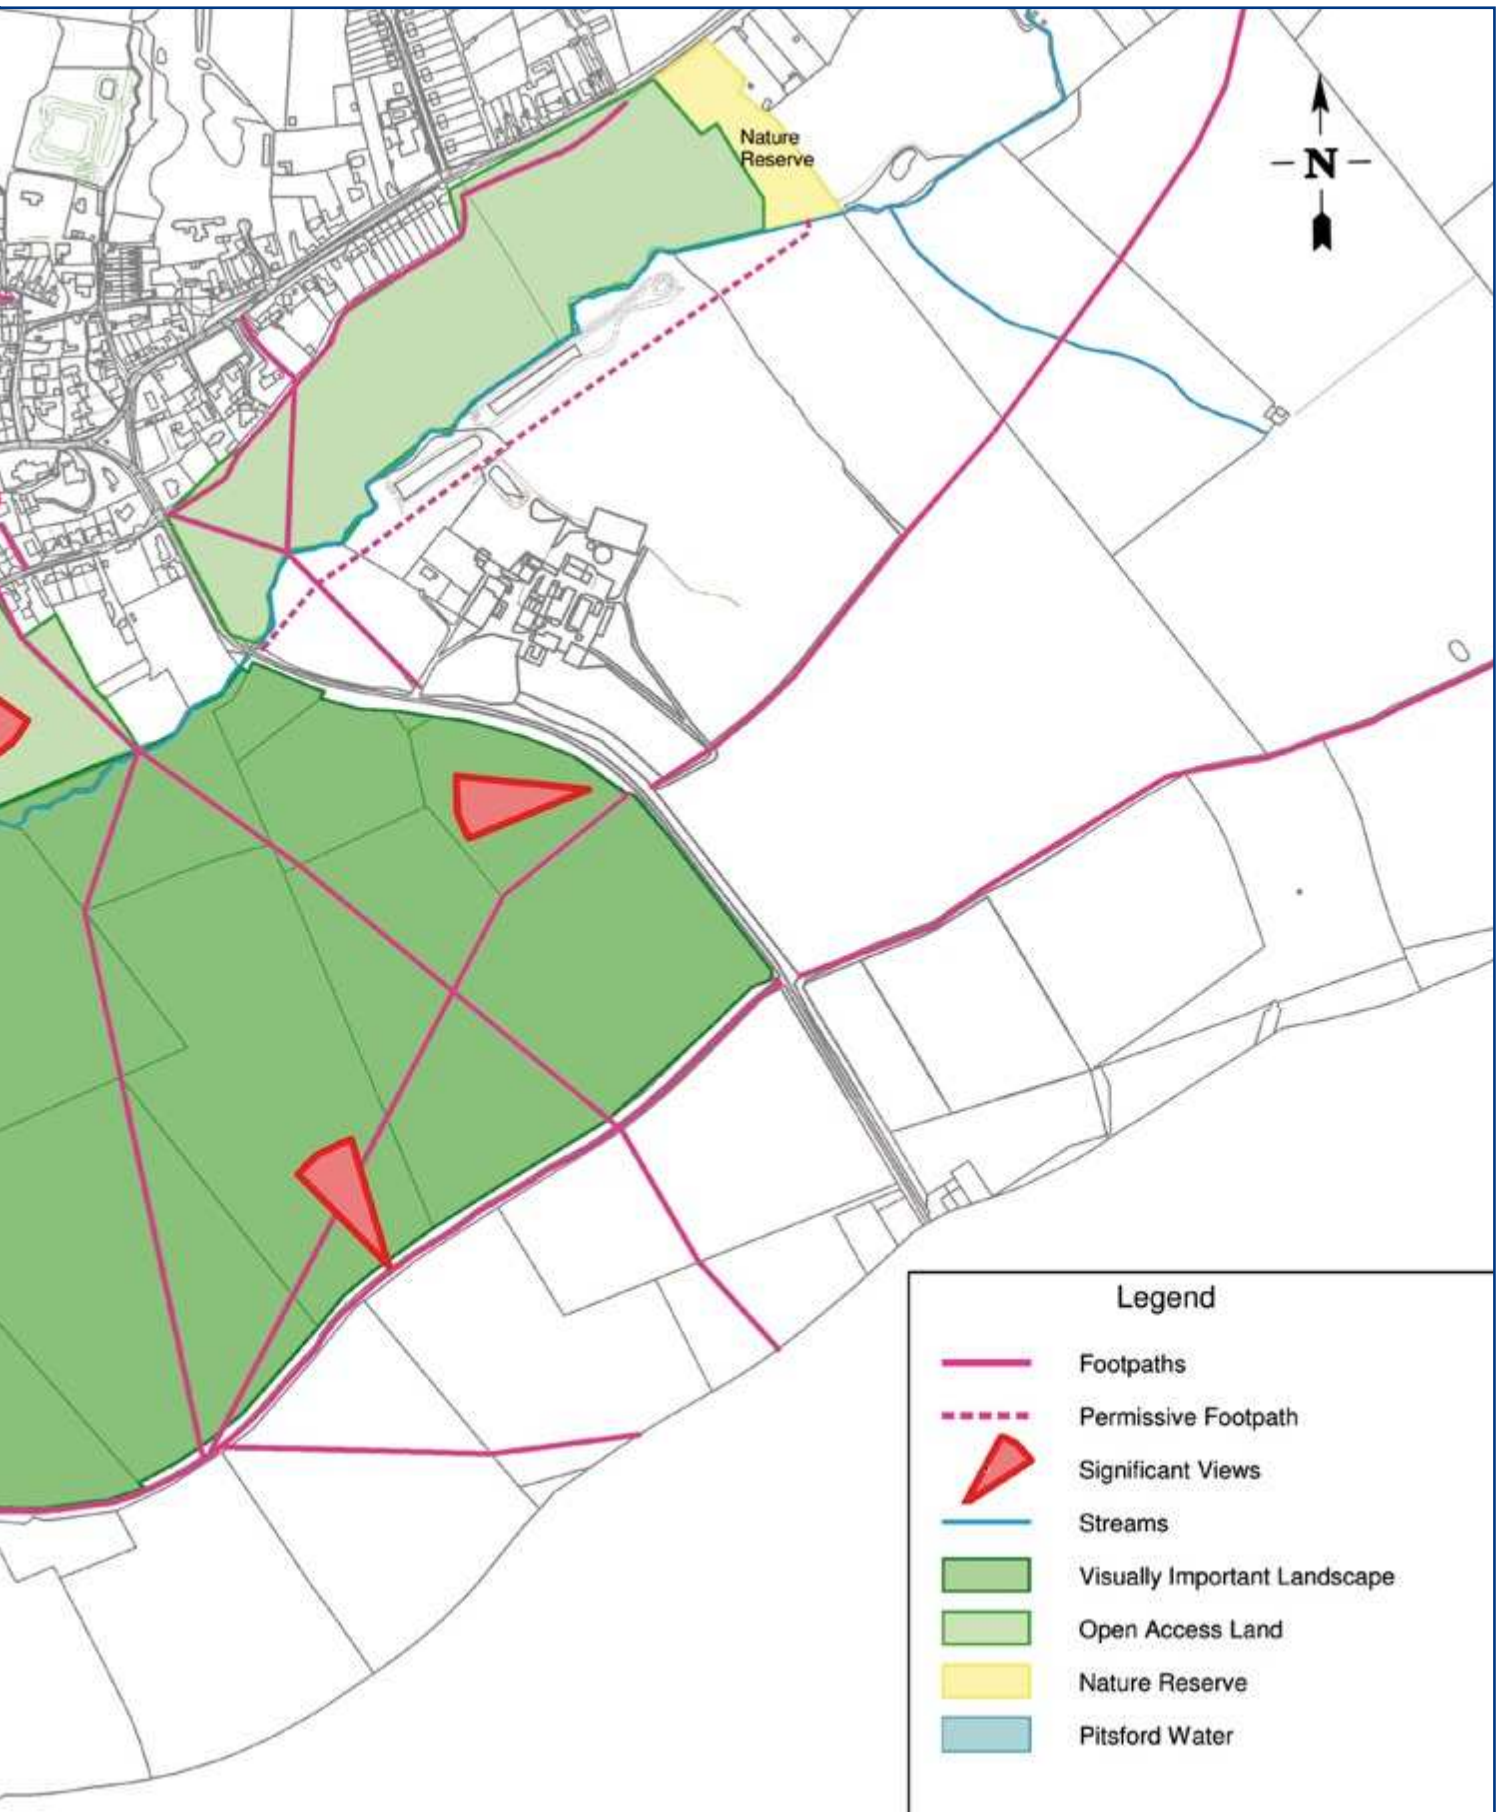 Nature
Reserve
N
Legend
Footpaths
Permissive Footpath
Significant Views
Streams
Visually Important Landscape
Open Access Land
Nature Reserve
Pitsford Water